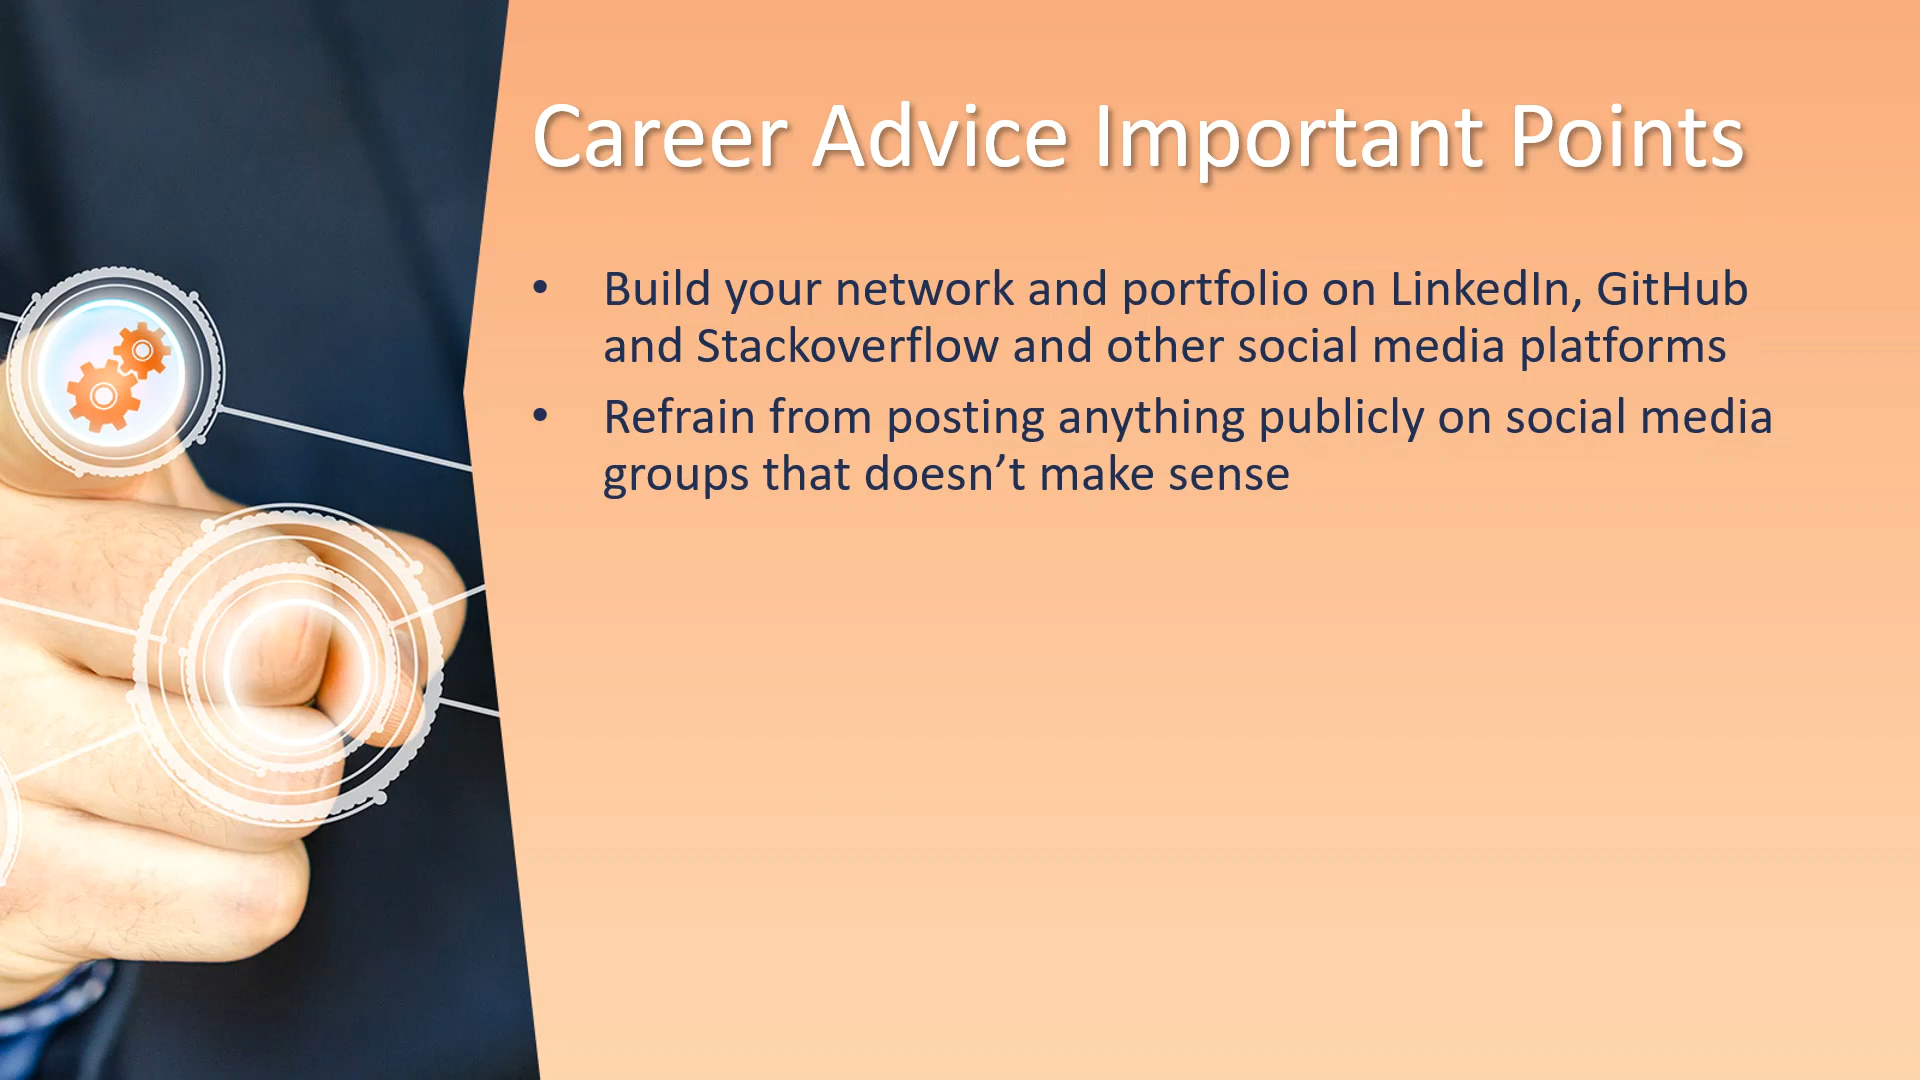 Career Advice Important Points
• Build your network and portfolio on LinkedIn, GitHub
and Stackoverflow and other social media platforms
• Refrain from posting anything publicly on social media
groups that doesn’t make sense